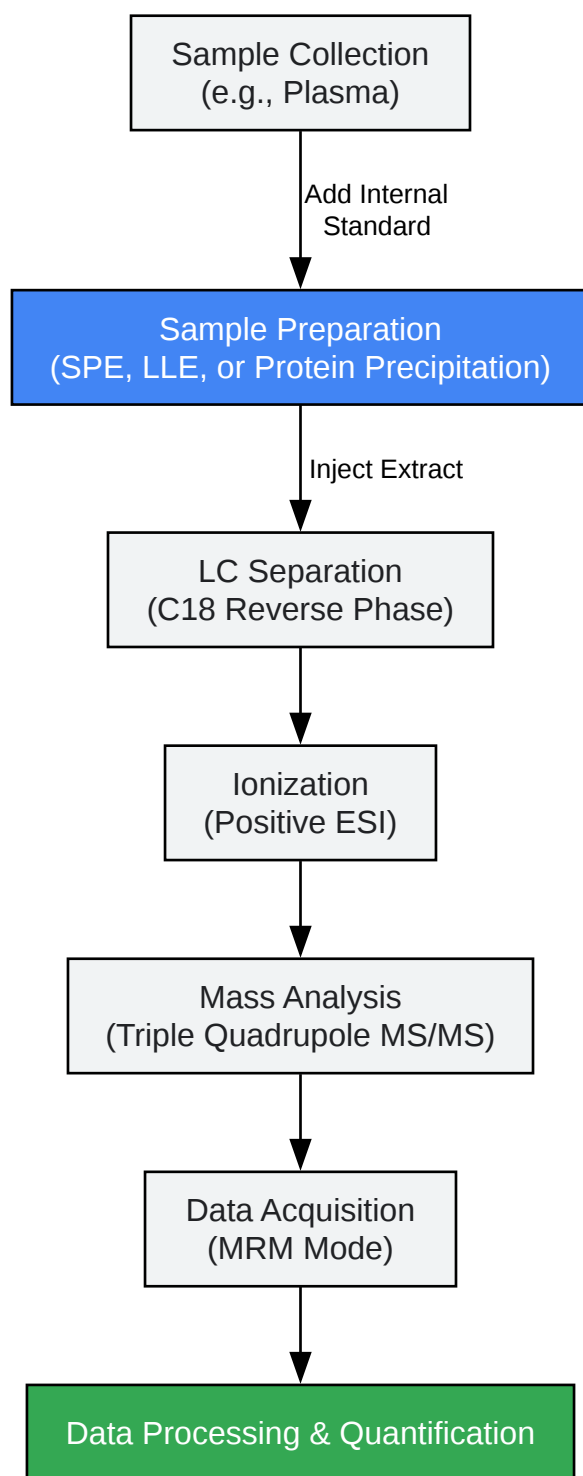 Sample Collection
(e.g., Plasma)
Add Internal
Standard
Sample Preparation
(SPE, LLE, or Protein Precipitation)
Inject Extract
LC Separation
(C18 Reverse Phase)
Ionization
(Positive ESI)
Mass Analysis
(Triple Quadrupole MS/MS)
Data Acquisition
(MRM Mode)
Data Processing & Quantification